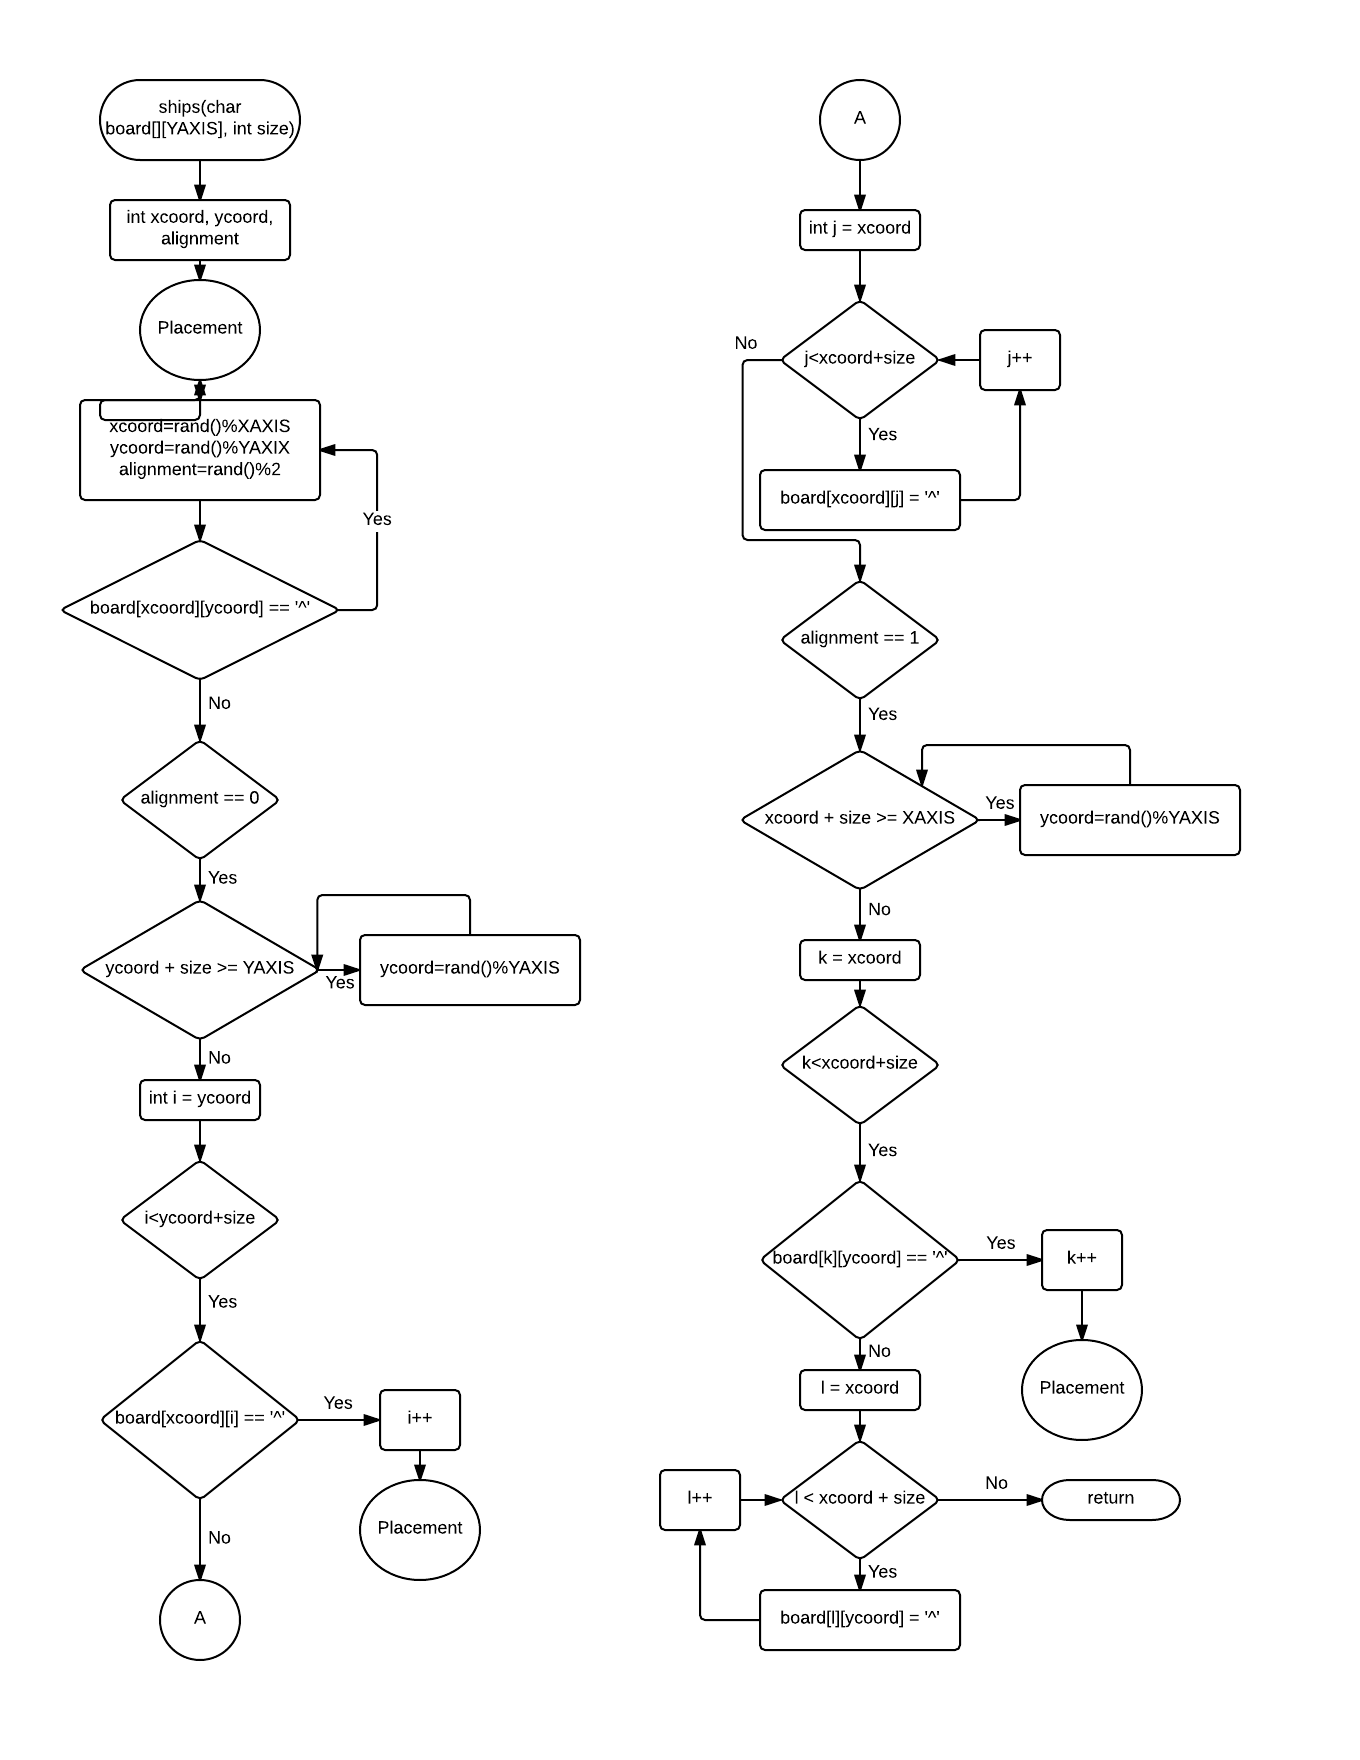 ships(char
board[][YAXIS], int size)
int xcoord, ycoord,
alignment
Placement
xcoord=rand()%XAXIS
ycoord=rand()%YAXIX
alignment=rand()%2
Yes
board[xcoord][ycoord] == '^'
No
alignment == 0
Yes
ycoord + size >= YAXIS
Yes
ycoord=rand()%YAXIS
No
int i = ycoord
i<ycoord+size
Yes
board[xcoord][i] == '^'
Yes
i++
Placement
No
A
A
int j = xcoord
No
j<xcoord+size
j++
Yes
board[xcoord][j] = '^'
alignment == 1
Yes
xcoord + size >= XAXIS
Yes
ycoord=rand()%YAXIS
No
k = xcoord
k<xcoord+size
Yes
board[k][ycoord] == '^'
Yes
k++
Placement
No
l = xcoord
l++
l < xcoord + size
No
return
Yes
board[l][ycoord] = '^'